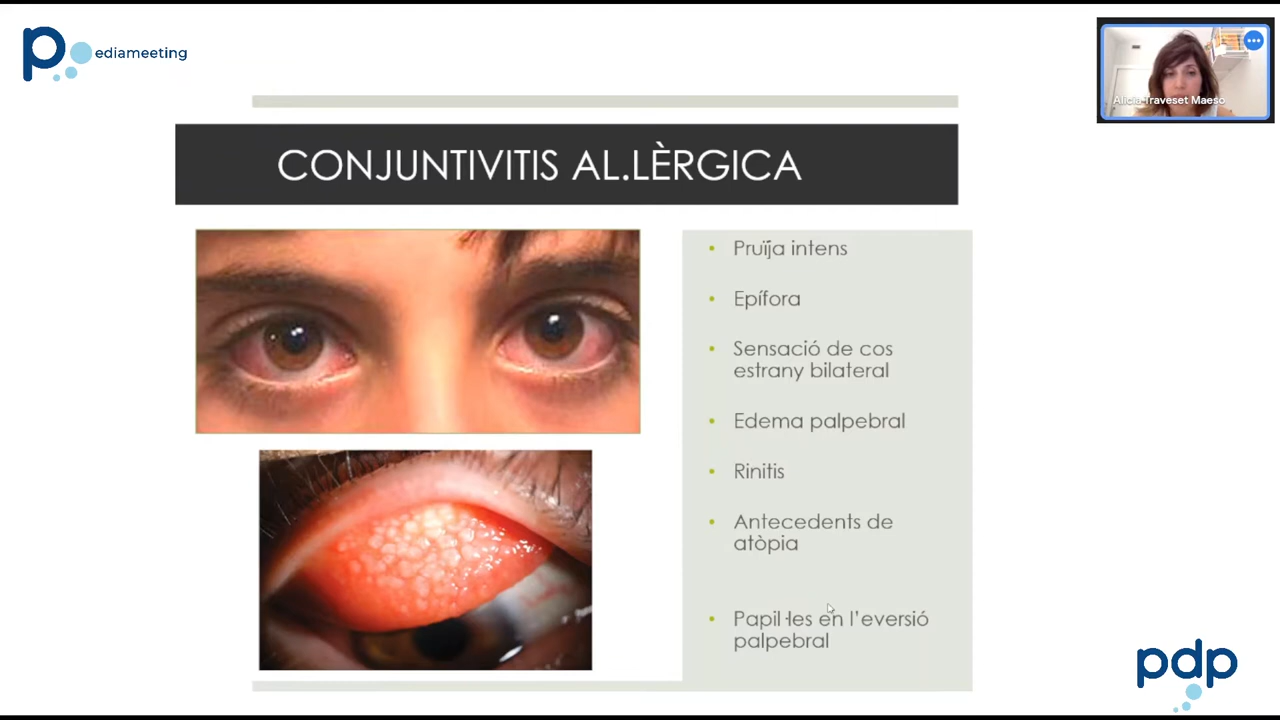 pediameeting
Alicia Traveset Maeso
CONJUNTIVITIS AL.LÈRGICA
• Pruïja intens
• Epífora
• Sensació de cos
estrany bilateral
• Edema palpebral
• Rinitis
• Antecedents de
atòpia
• Papil·les en l'eversió
palpebral
pdp